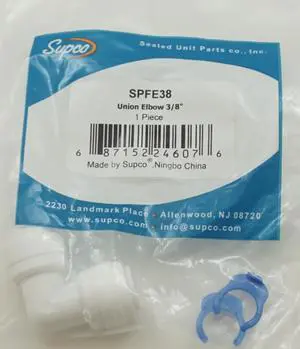 Supco
Sealed Unit Parts co., Inc.
SPFE38
Union Elbow 3/8"
1 Piece
6 87152 24607 6
Made by Supco®.Ningbo China
2230 Landmark Place - Allenwood, NJ 08720
www.supco.com - info@supco.com